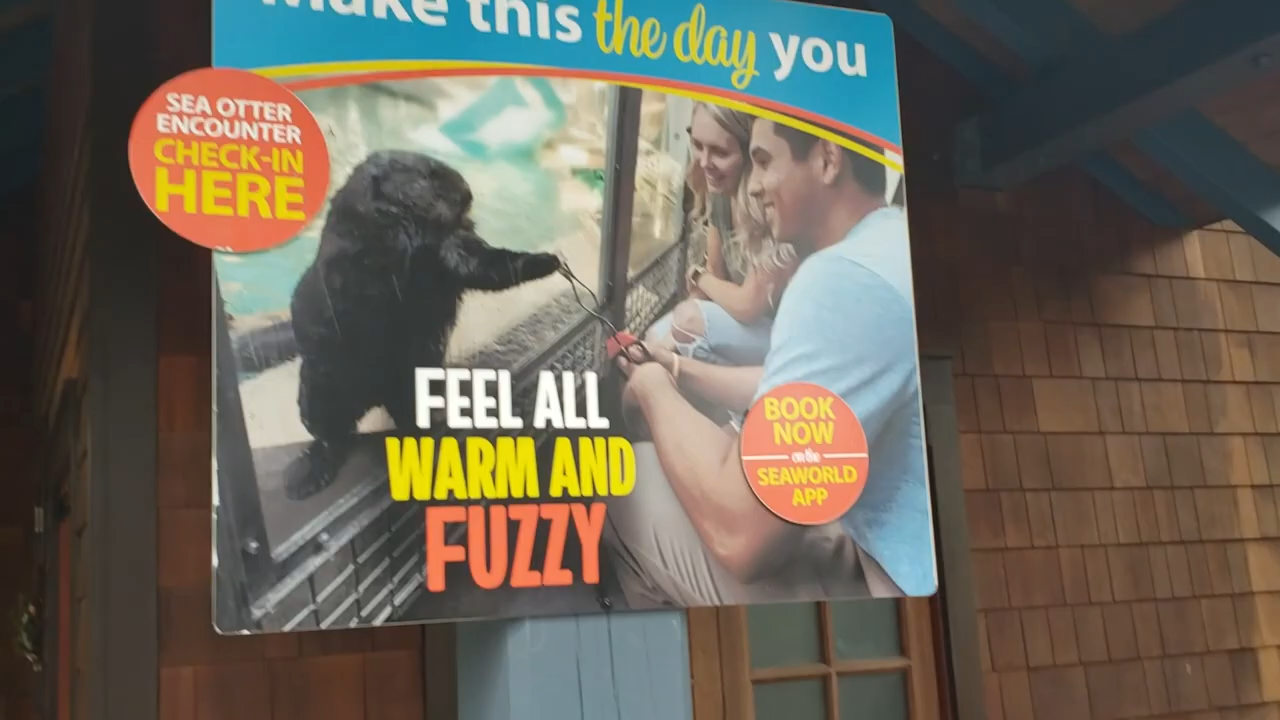 Make this the day you
SEA OTTER
ENCOUNTER
CHECK-IN
HERE
FEEL ALL
WARM AND
FUZZY
BOOK
NOW
on the
SEAWORLD
APP